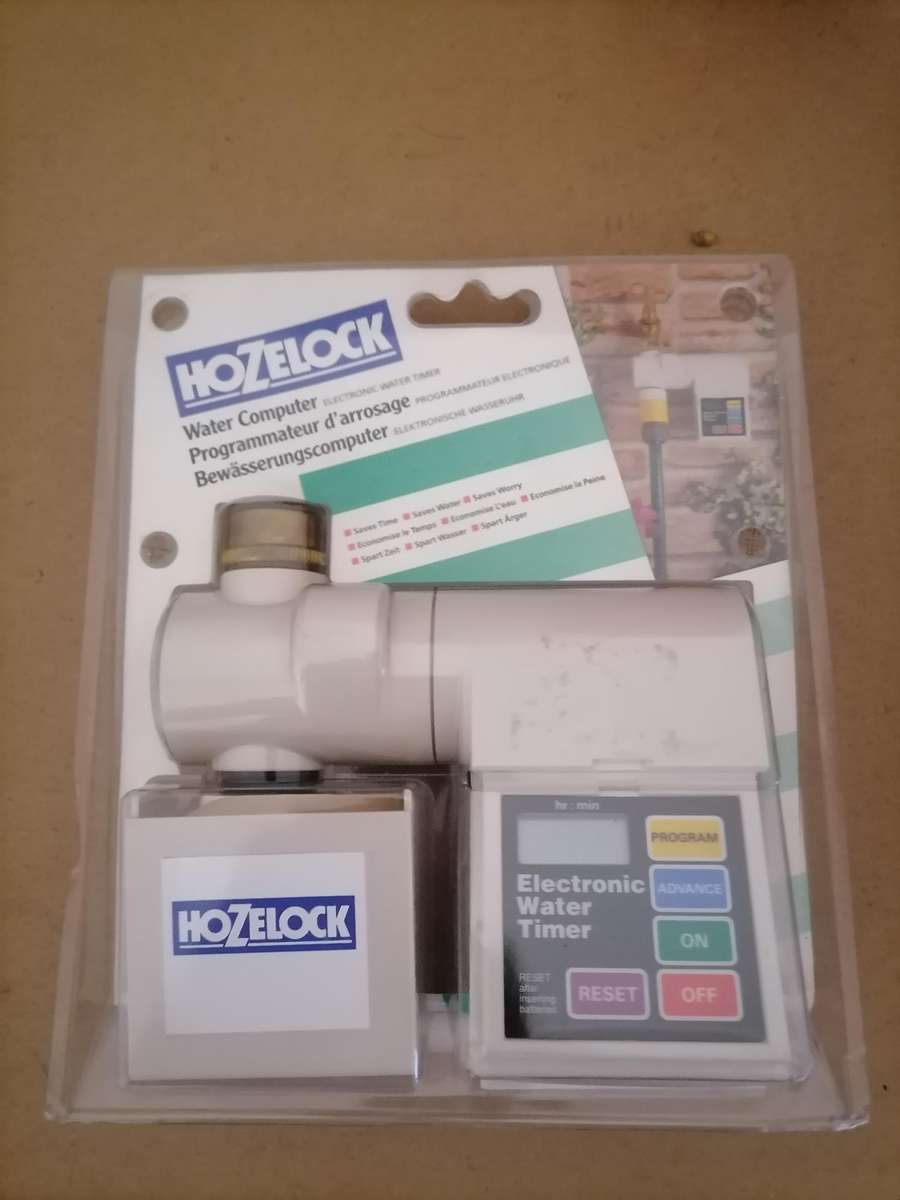 HOZELOCK
Water Computer ELECTRONIC WATER TIMER
Programmateur d'arrosage PROGRAMMATEUR ELECTRONIQUE
Bewässerungscomputer ELEKTRONISCHE WASSERUHR
Saves Time Saves Water Saves Worry
Economise le Temps Economise L'eau Economise la Peine
Spart Zeit Spart Wasser Spart Ärger
hr : min
PROGRAM
Electronic
Water
Timer
ADVANCE
ON
RESET
after
inserting
batteries
RESET
OFF
HOZELOCK